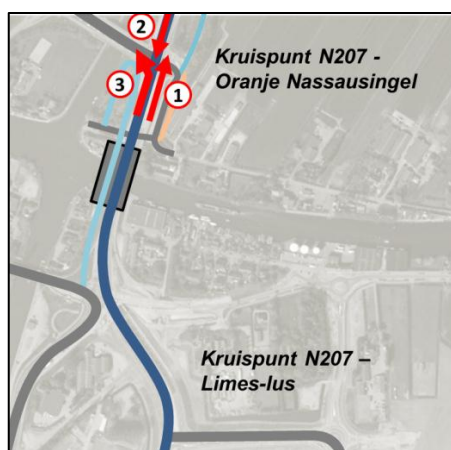 2
Kruispunt N207 -
Oranje Nassausingel
3
1
Kruispunt N207 –
Limes-lus